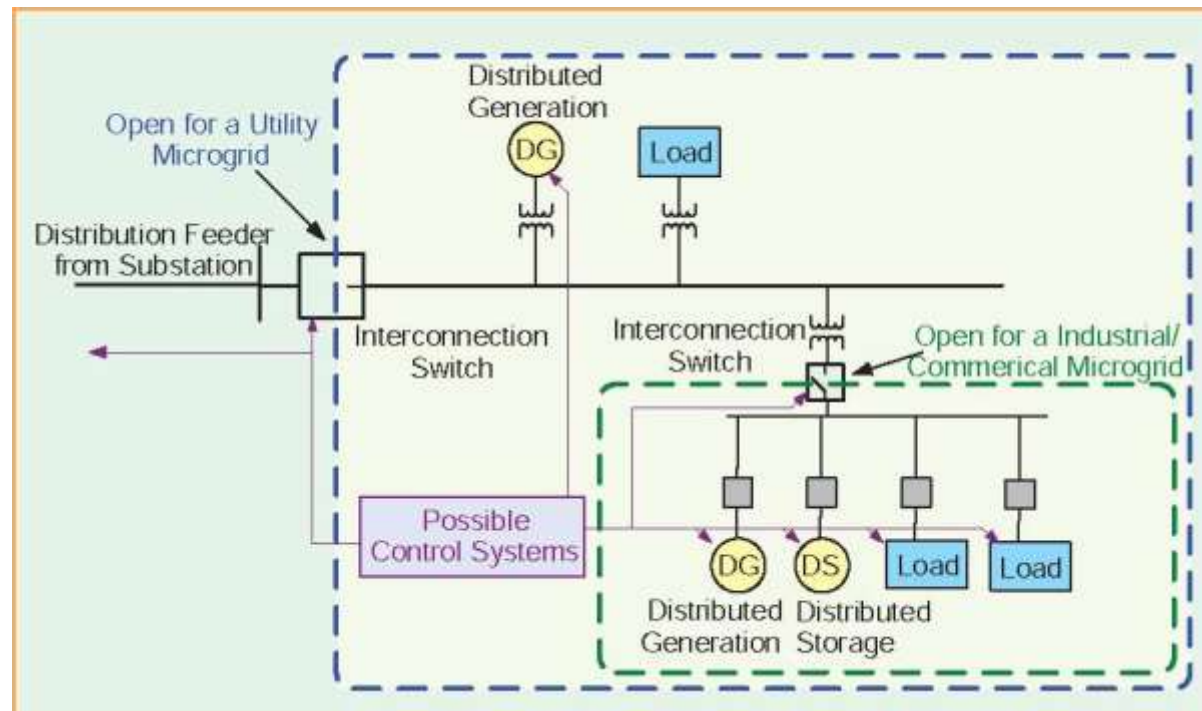 Distributed
Generation
Open for a Utility
Microgrid
DG
Load
Distribution Feeder
from Substation
Interconnection
Switch
Interconnection
Switch
Open for a Industrial/
Commerical Microgrid
Possible
Control Systems
DG
DS
Load
Load
Distributed
Generation
Distributed
Storage